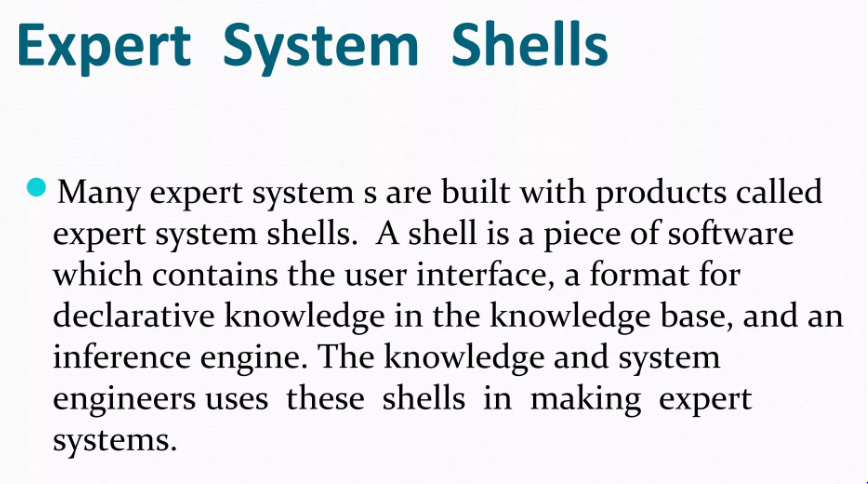 Expert System Shells
Many expert system s are built with products called
expert system shells. A shell is a piece of software
which contains the user interface, a format for
declarative knowledge in the knowledge base, and an
inference engine. The knowledge and system
engineers uses these shells in making expert
systems.